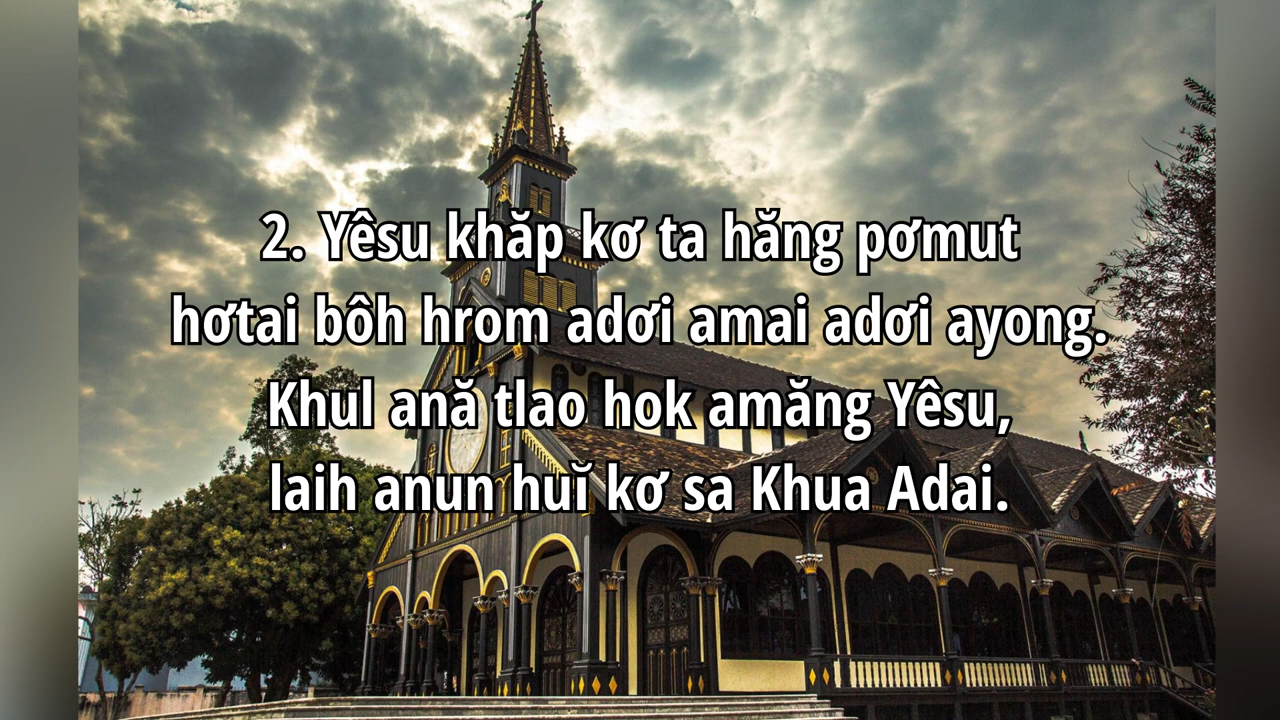 2. Yêsu khăp kơ ta hăng pơmut
hơtai bôh hrom adơi amai adơi ayong.
Khul ană tlao hok amăng Yêsu,
laih anun huĭ kơ sa Khua Adai.